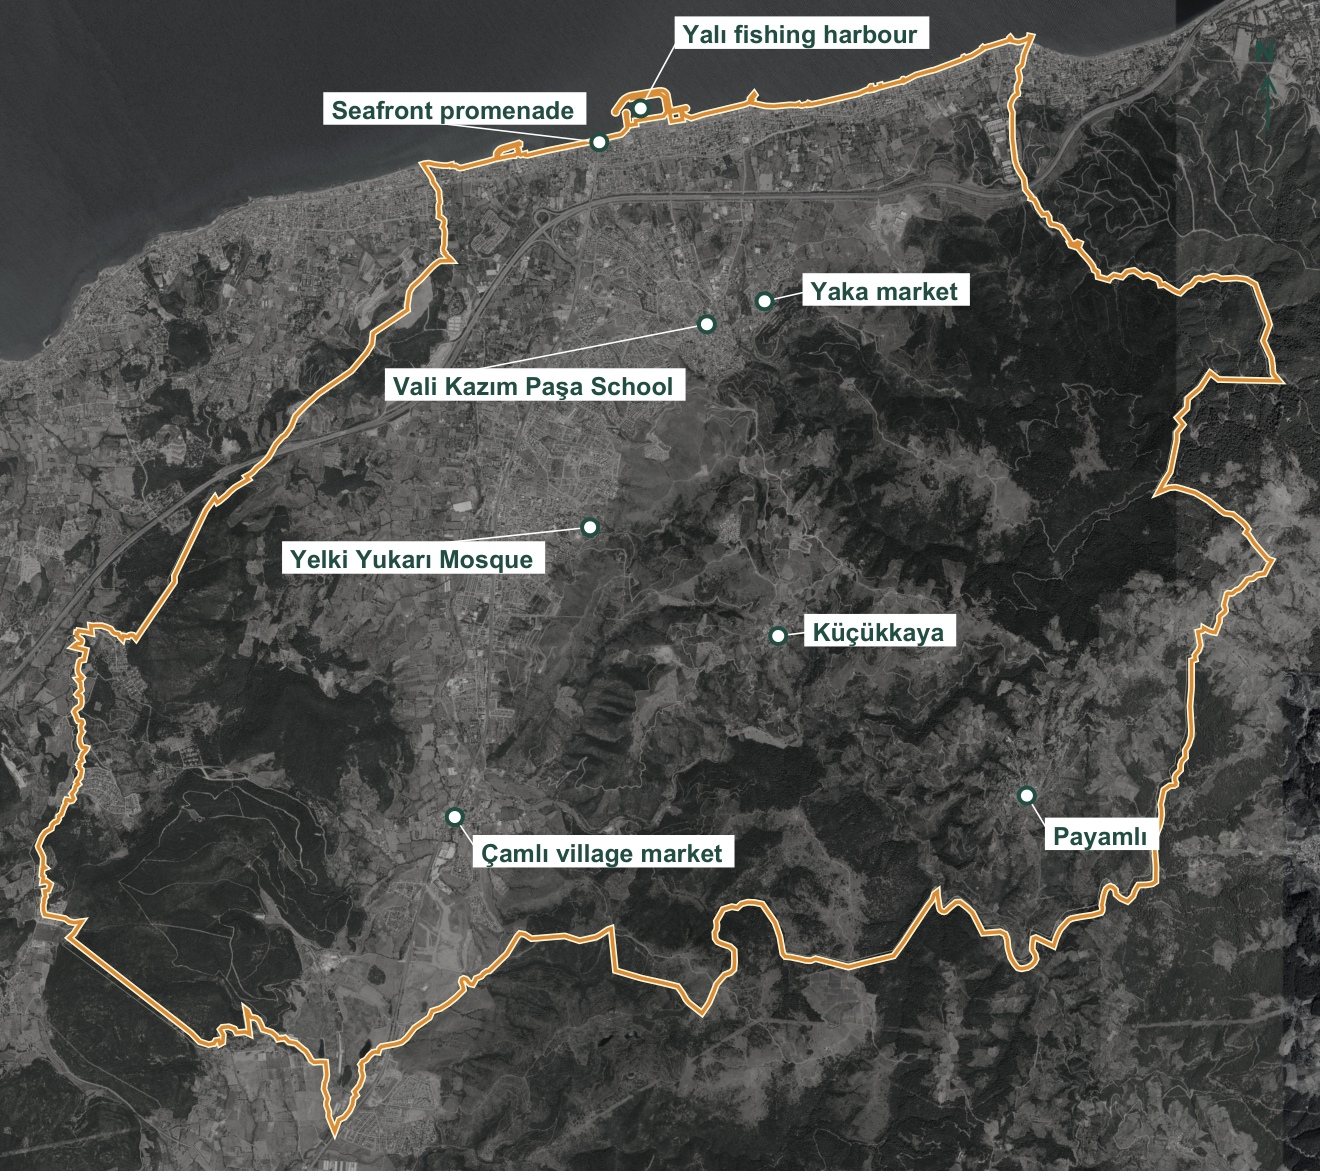 Yalı fishing harbour
N
Seafront promenade
Yaka market
Vali Kazım Paşa School
Yelki Yukarı Mosque
Küçükkaya
Payamlı
Çamlı village market